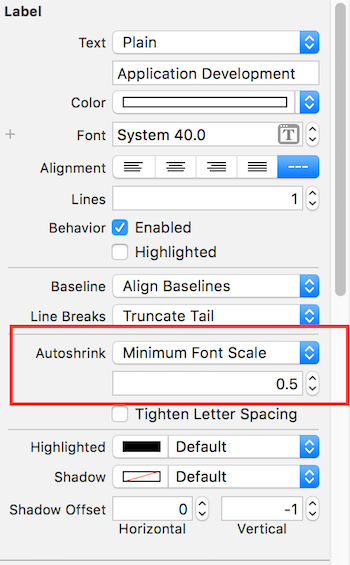 Label
Text Plain
Application Development
Color
Font System 40.0 T
Alignment
Lines 1
Behavior Enabled
Highlighted
Baseline Align Baselines
Line Breaks Truncate Tail
Autoshrink Minimum Font Scale
0.5
Tighten Letter Spacing
Highlighted Default
Shadow Default
Shadow Offset 0 -1
Horizontal Vertical